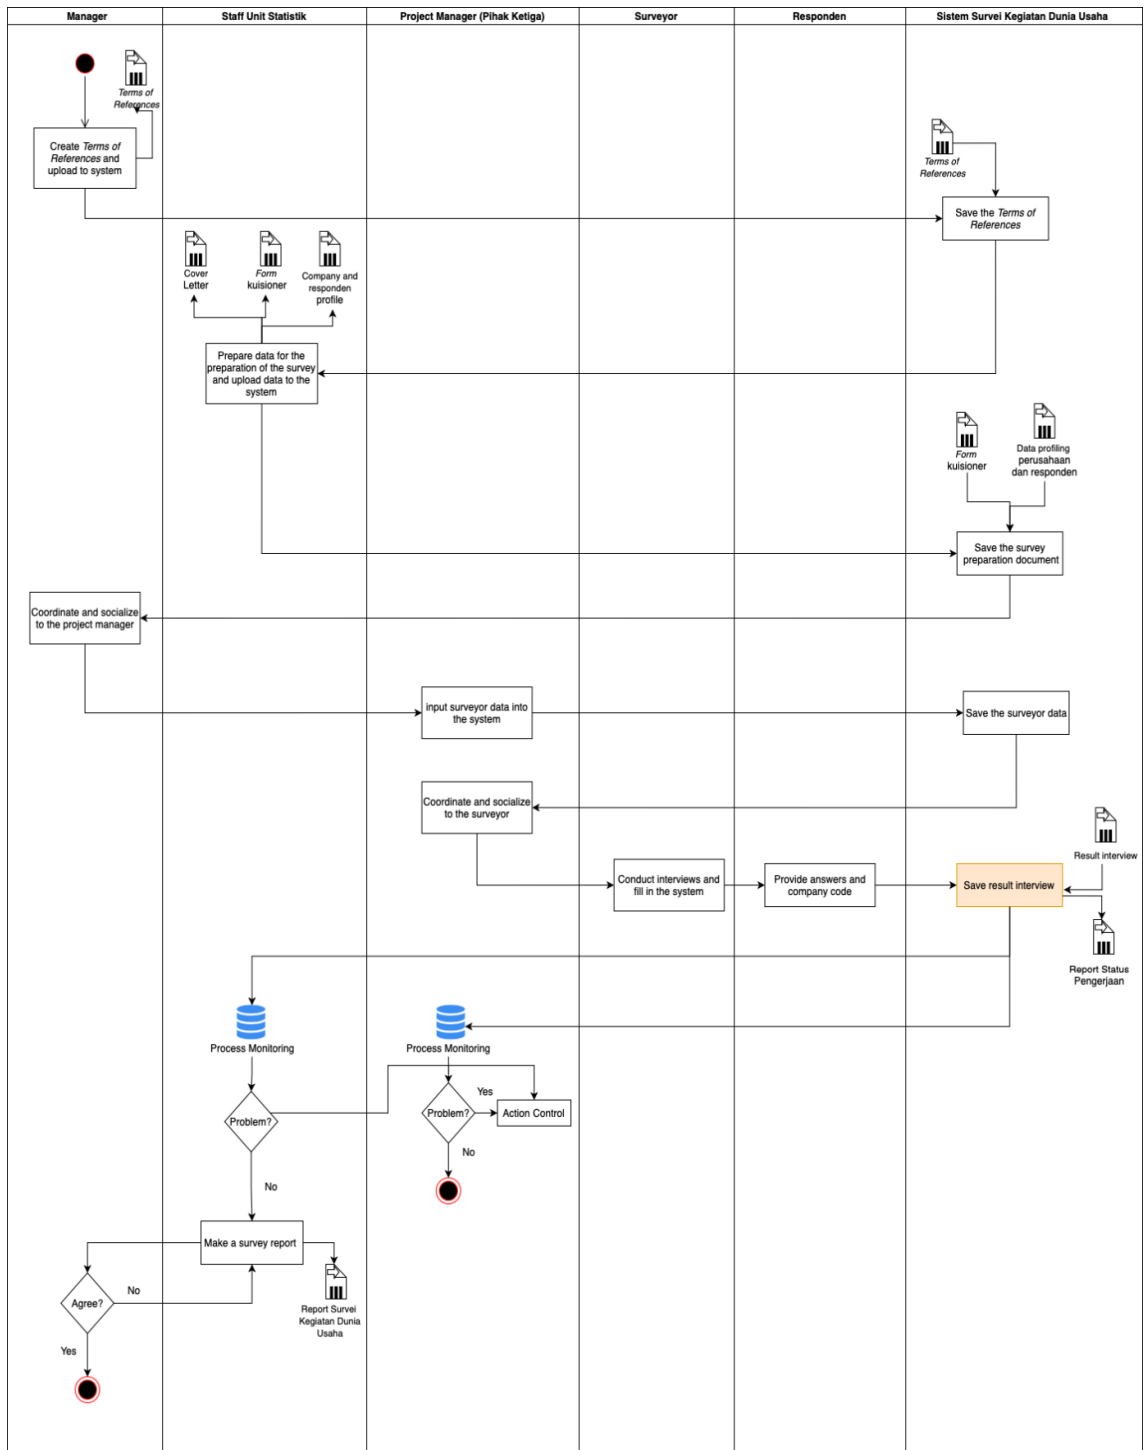 Manager
Staff Unit Statistik
Project Manager (Pihak Ketiga)
Surveyor
Responden
Sistem Survei Kegiatan Dunia Usaha
Terms of
References
Create Terms of
References and
upload to system
Terms of
References
Save the Terms of
References
Cover
Letter
Form
kuisioner
Company and
responden
profile
Prepare data for the
preparation of the survey
and upload data to the
system
Form
kuisioner
Data profiling
perusahaan
dan responden
Save the survey
preparation document
Coordinate and socialize
to the project manager
input surveyor data into
the system
Save the surveyor data
Coordinate and socialize
to the surveyor
Result interview
Conduct interviews and
fill in the system
Provide answers and
company code
Save result interview
Report Status
Pengerjaan
Process Monitoring
Process Monitoring
Problem?
Problem?
Yes
Action Control
No
No
Make a survey report
Agree?
No
Report Survei
Kegiatan Dunia
Usaha
Yes